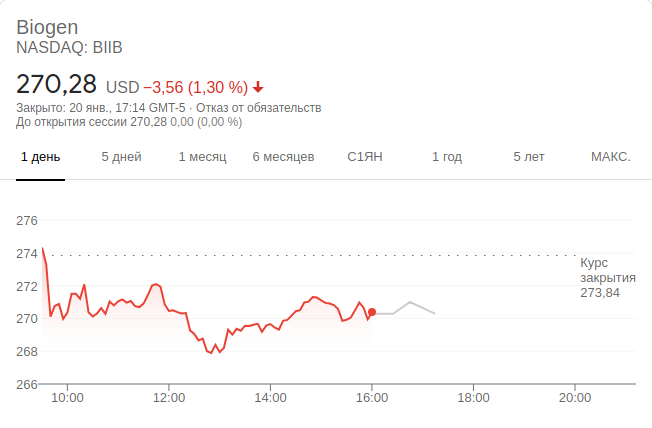 Biogen
NASDAQ: BIIB
270,28 USD −3,56 (1,30 %)
Закрыто: 20 янв., 17:14 GMT-5 · Отказ от обязательств
До открытия сессии 270,28 0,00 (0,00 %)
1 день 5 дней 1 месяц 6 месяцев С1ЯН 1 год 5 лет МАКС.
276
274
Курс
закрытия
273,84
272
270
268
266
10:00 12:00 14:00 16:00 18:00 20:00